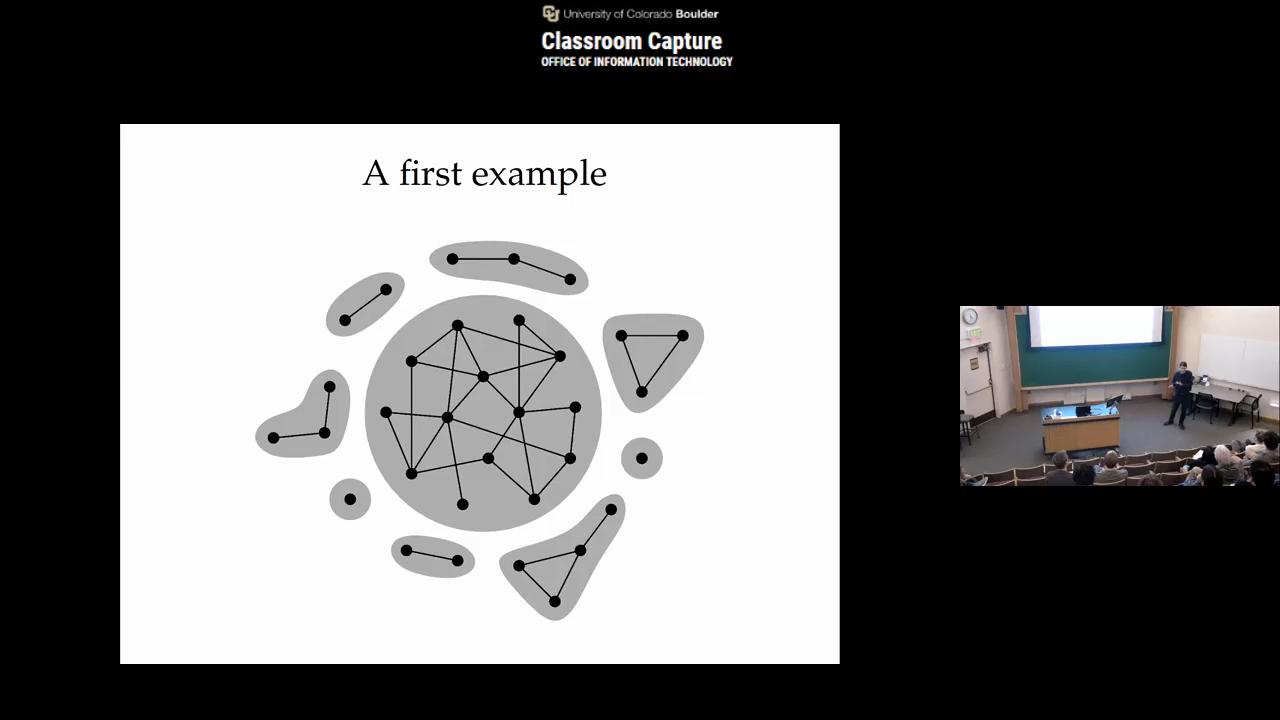 University of Colorado Boulder
Classroom Capture
OFFICE OF INFORMATION TECHNOLOGY
A first example